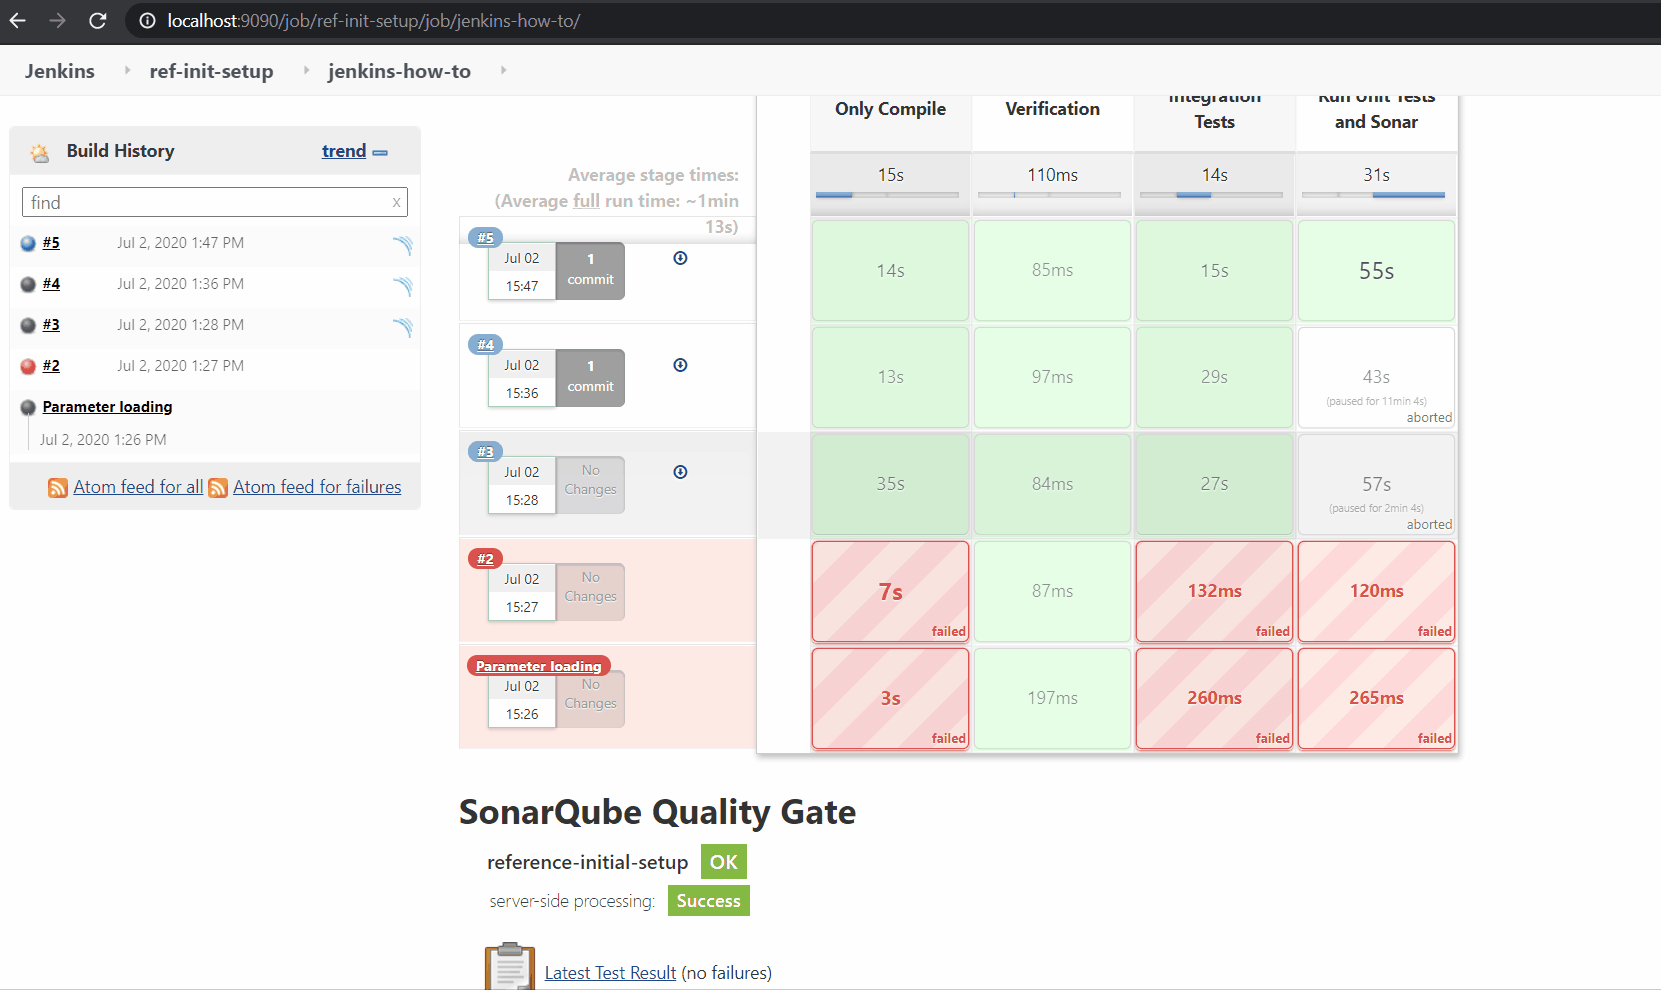 localhost:9090/job/ref-init-setup/job/jenkins-how-to/
Jenkins ref-init-setup jenkins-how-to
Build History trend
find x
#5 Jul 2, 2020 1:47 PM
#4 Jul 2, 2020 1:36 PM
#3 Jul 2, 2020 1:28 PM
#2 Jul 2, 2020 1:27 PM
Parameter loading
Jul 2, 2020 1:26 PM
Atom feed for all Atom feed for failures
Only Compile
Verification
Integration
Tests
Run Unit Tests
and Sonar
Average stage times:
(Average full run time: ~1min
13s)
15s 110ms 14s 31s
#5
Jul 02
15:47
1
commit
14s 85ms 15s 55s
#4
Jul 02
15:36
1
commit
13s 97ms 29s 43s
(paused for 11min 4s)
aborted
#3
Jul 02
15:28
No
Changes
35s 84ms 27s 57s
(paused for 2min 4s)
aborted
#2
Jul 02
15:27
No
Changes
7s 87ms 132ms 120ms
failed failed failed
Parameter loading
Jul 02
15:26
No
Changes
3s 197ms 260ms 265ms
failed failed failed
SonarQube Quality Gate
reference-initial-setup OK
server-side processing: Success
Latest Test Result (no failures)